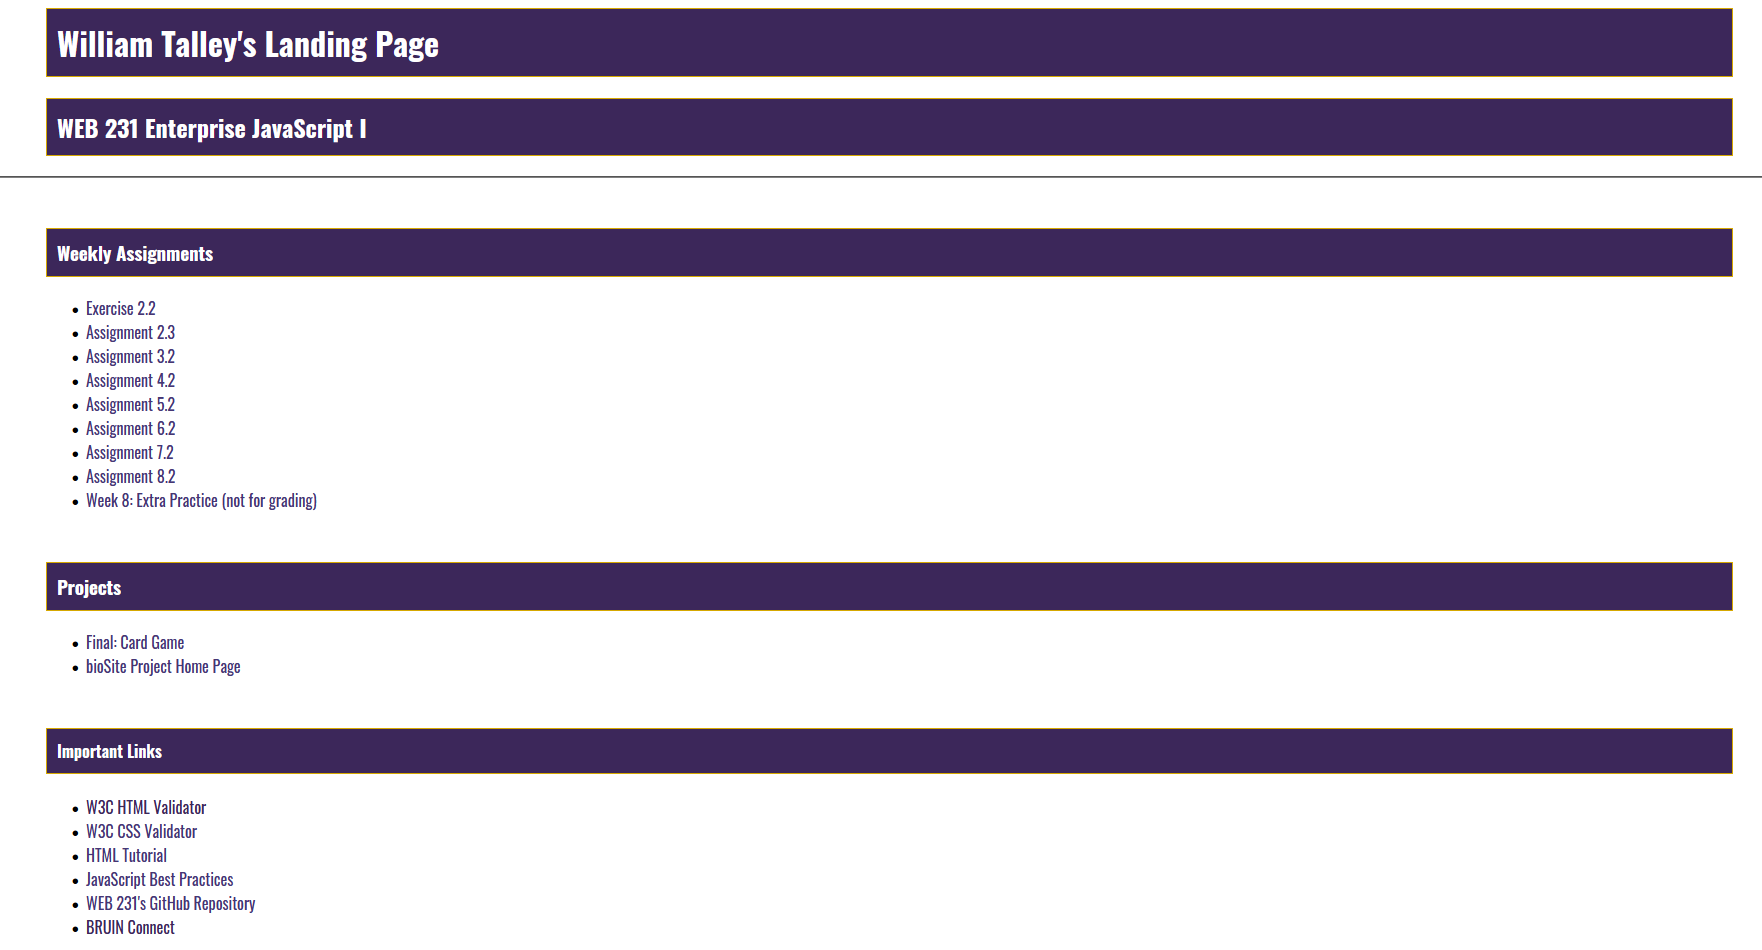 William Talley's Landing Page
WEB 231 Enterprise JavaScript I
Weekly Assignments
Exercise 2.2
Assignment 2.3
Assignment 3.2
Assignment 4.2
Assignment 5.2
Assignment 6.2
Assignment 7.2
Assignment 8.2
Week 8: Extra Practice (not for grading)
Projects
Final: Card Game
bioSite Project Home Page
Important Links
W3C HTML Validator
W3C CSS Validator
HTML Tutorial
JavaScript Best Practices
WEB 231's GitHub Repository
BRUIN Connect